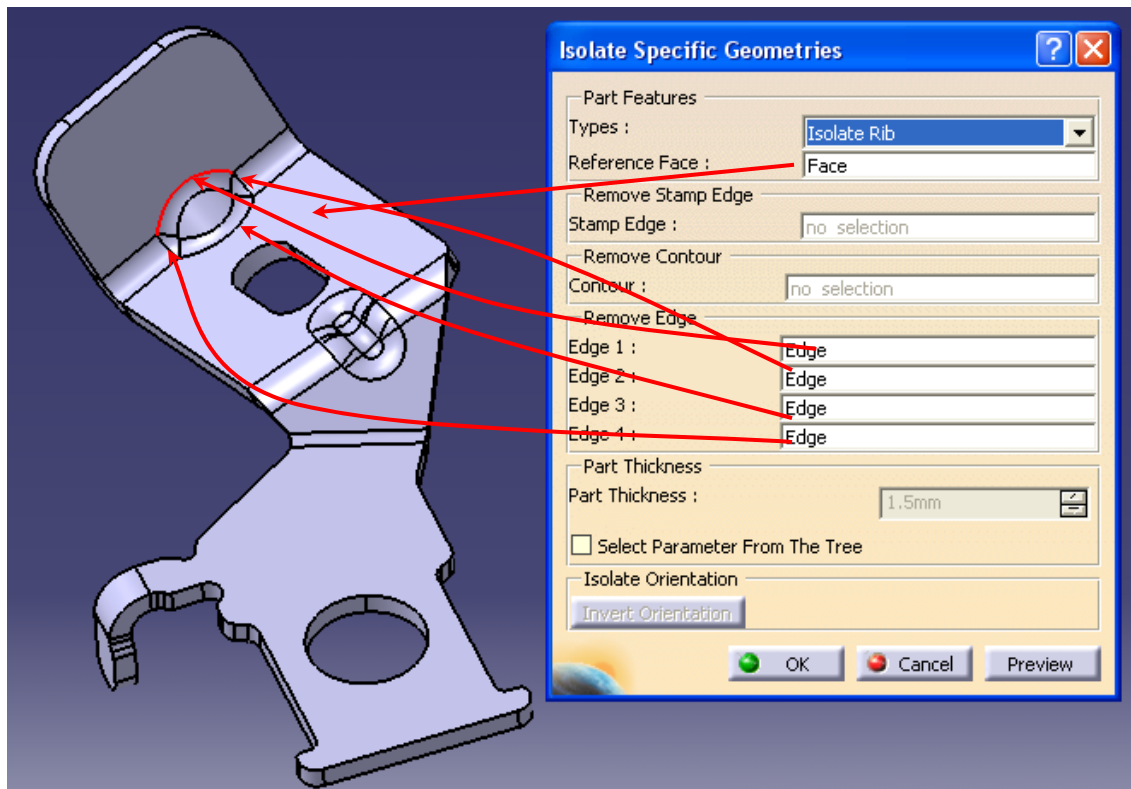 Isolate Specific Geometries
Part Features
Types : Isolate Rib
Reference Face : Face
Remove Stamp Edge
Stamp Edge : no selection
Remove Contour
Contour : no selection
Remove Edge
Edge 1 : Edge
Edge 2 : Edge
Edge 3 : Edge
Edge 4 : Edge
Part Thickness
Part Thickness : 1.5mm
Select Parameter From The Tree
Isolate Orientation
Invert Orientation
OK Cancel Preview